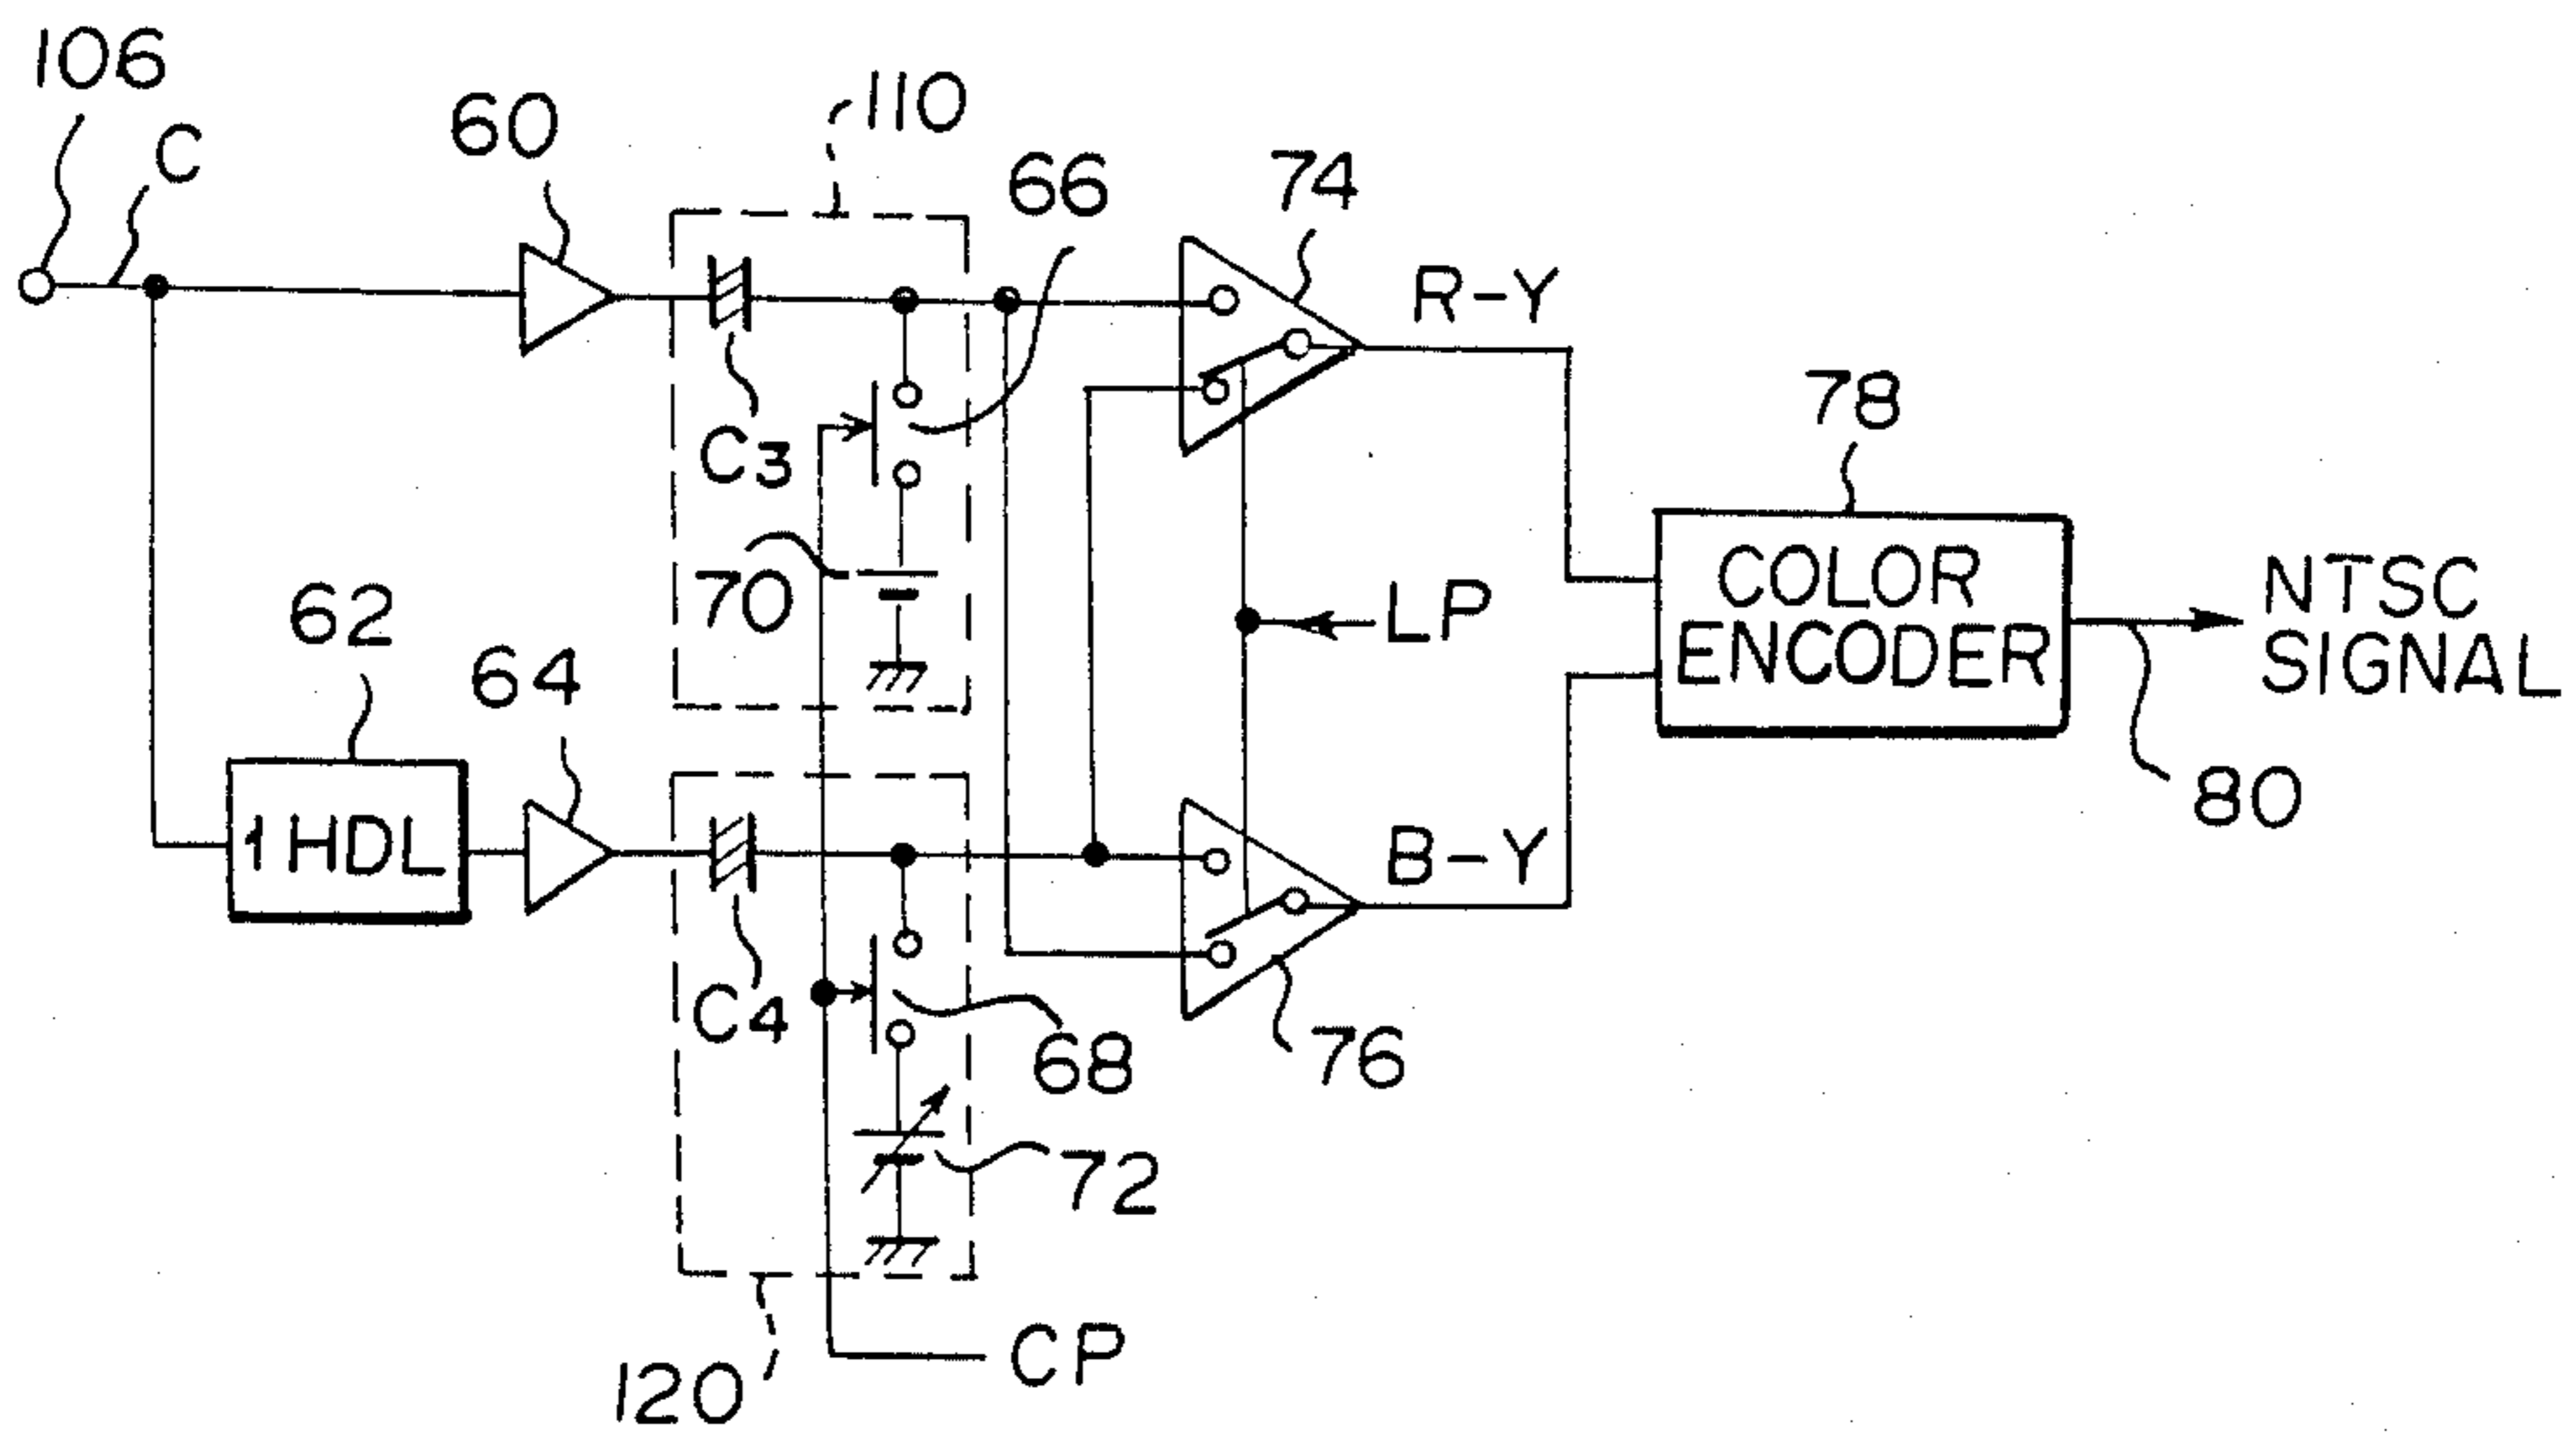 106
C
60
110
66
74
R-Y
C3
70
78
COLOR
ENCODER
NTSC
SIGNAL
LP
62
64
1HDL
80
B-Y
C4
68
76
72
120
CP